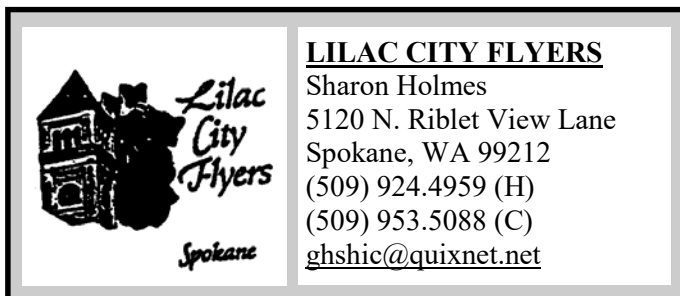 Lilac
City
Flyers
Spokane
LILAC CITY FLYERS
Sharon Holmes
5120 N. Riblet View Lane
Spokane, WA 99212
(509) 924.4959 (H)
(509) 953.5088 (C)
ghshic@quixnet.net